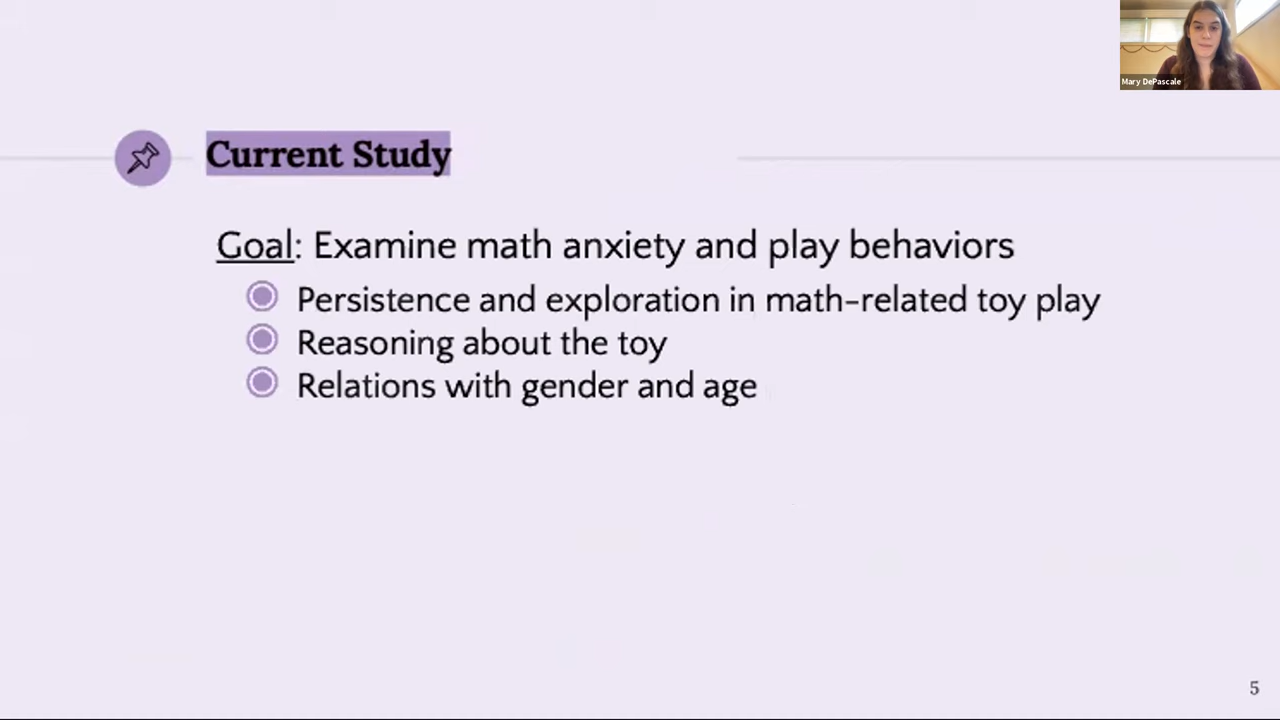 Mary DePascale
Current Study
Goal: Examine math anxiety and play behaviors
Persistence and exploration in math-related toy play
Reasoning about the toy
Relations with gender and age
5